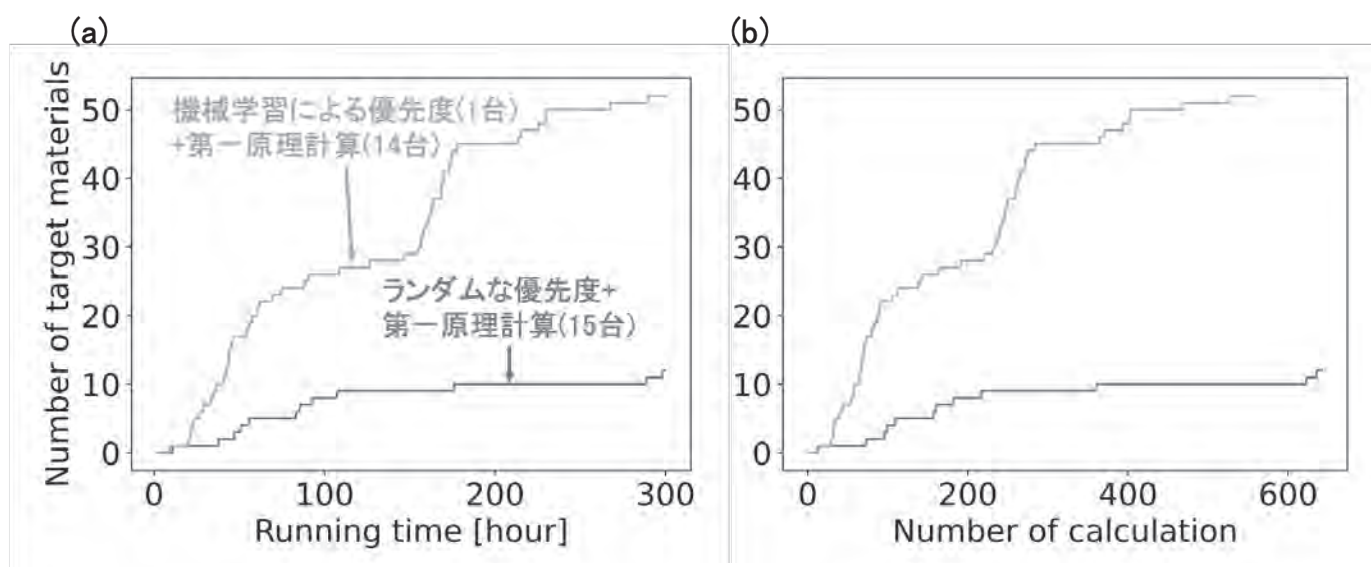 (a)
Number of target materials
50
40
30
20
10
0
機械学習による優先度(1台)
+第一原理計算(14台)
ランダムな優先度+
第一原理計算(15台)
0 100 200 300
Running time [hour]
(b)
50
40
30
20
10
0
0 200 400 600
Number of calculation